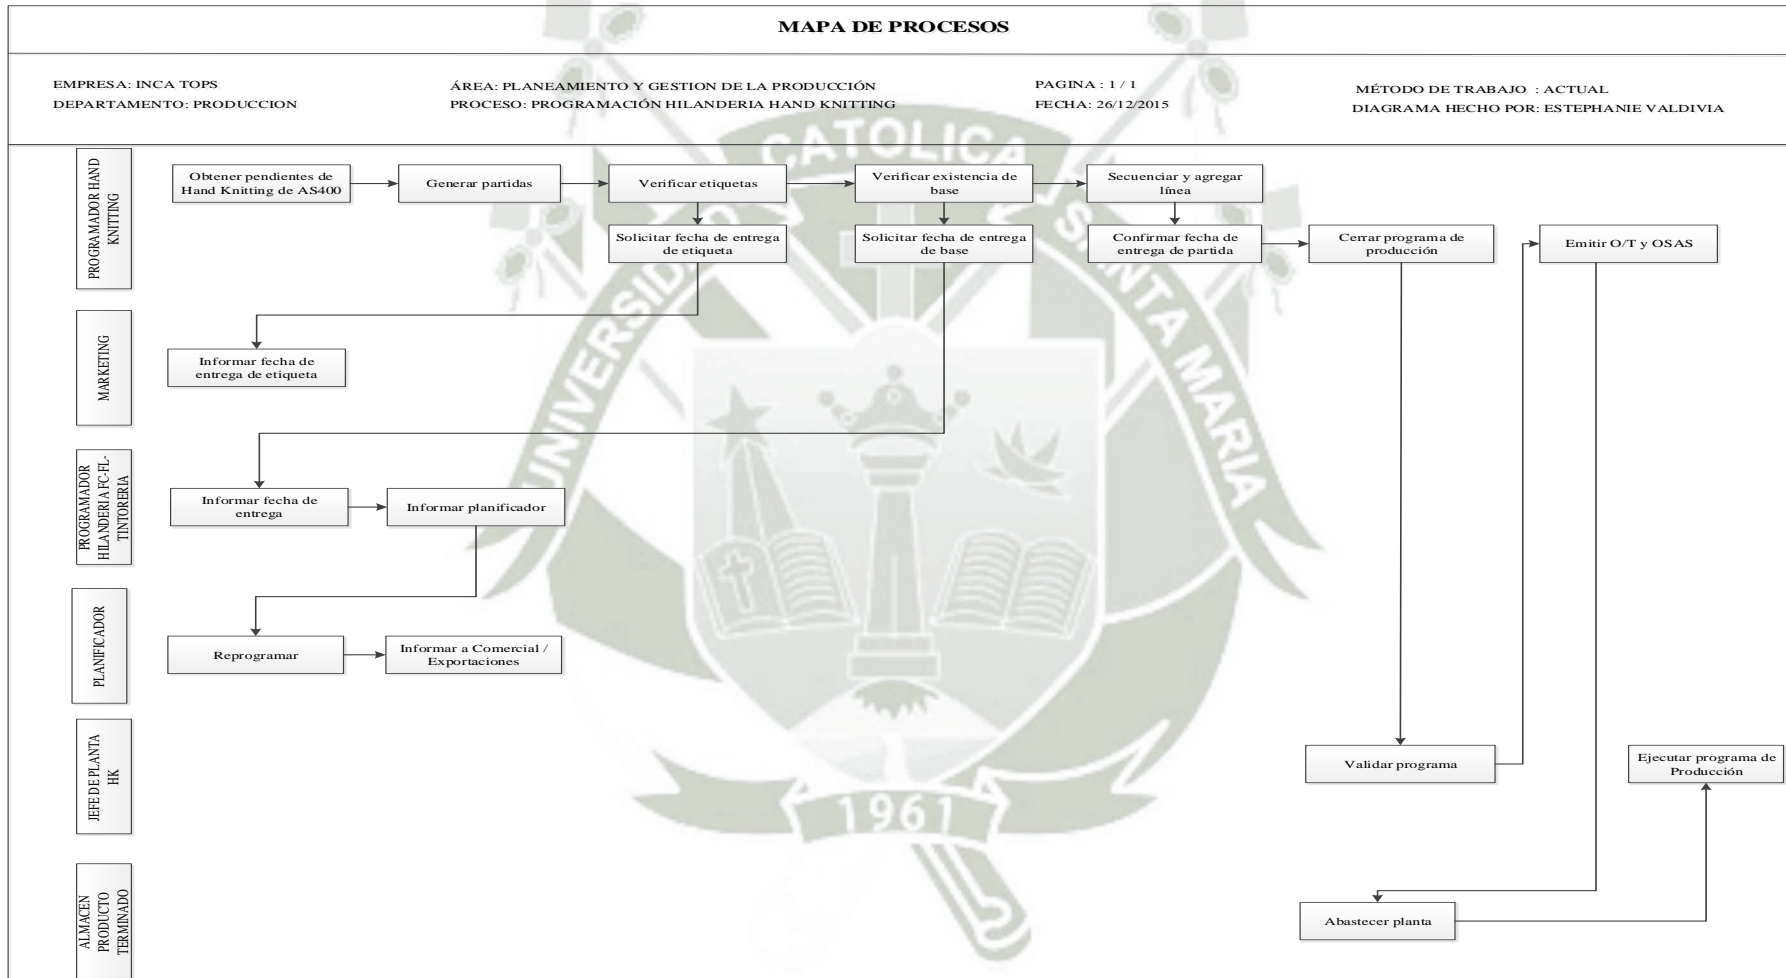 MAPA DE PROCESOS
EMPRESA: INCA TOPS
DEPARTAMENTO: PRODUCCION
ÁREA: PLANEAMIENTO Y GESTION DE LA PRODUCCIÓN
PROCESO: PROGRAMACIÓN HILANDERIA HAND KNITTING
PAGINA : 1 / 1
FECHA: 26/12/2015
MÉTODO DE TRABAJO : ACTUAL
DIAGRAMA HECHO POR: ESTEPHANIE VALDIVIA
PROGRAMADOR HAND
KNITTING
Obtener pendientes de
Hand Knitting de AS400
Generar partidas
Verificar etiquetas
Verificar existencia de
base
Secuenciar y agregar
línea
Solicitar fecha de entrega
de etiqueta
Solicitar fecha de entrega
de base
Confirmar fecha de
entrega de partida
Cerrar programa de
producción
Emitir O/T y OSAS
MARKETING
Informar fecha de
entrega de etiqueta
PROGRAMADOR
HILANDERIA FC-FL-
TINTORERIA
Informar fecha de
entrega
Informar planificador
PLANIFICADOR
Reprogramar
Informar a Comercial /
Exportaciones
JEFE DE PLANTA
HK
Validar programa
Ejecutar programa de
Producción
ALMACEN
PRODUCTO
TERMINADO
Abastecer planta
UNIVERSIDAD CATOLICA SANTA MARIA
1961